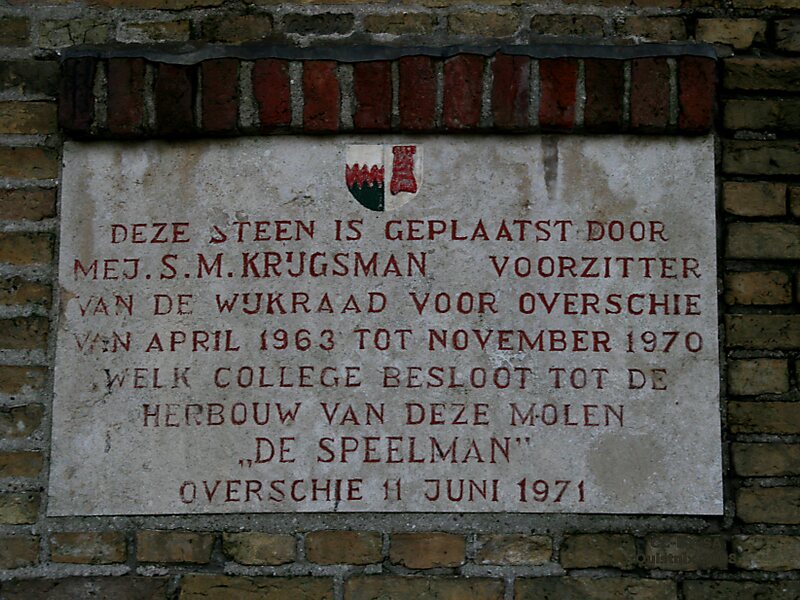 DEZE STEEN IS GEPLAATST DOOR
MEJ. S. M. KRIJGSMAN VOORZITTER
VAN DE WIJKRAAD VOOR OVERSCHIE
VAN APRIL 1963 TOT NOVEMBER 1970
WELK COLLEGE BESLOOT TOT DE
HERBOUW VAN DEZE MOLEN
„DE SPEELMAN”
OVERSCHIE 11 JUNI 1971